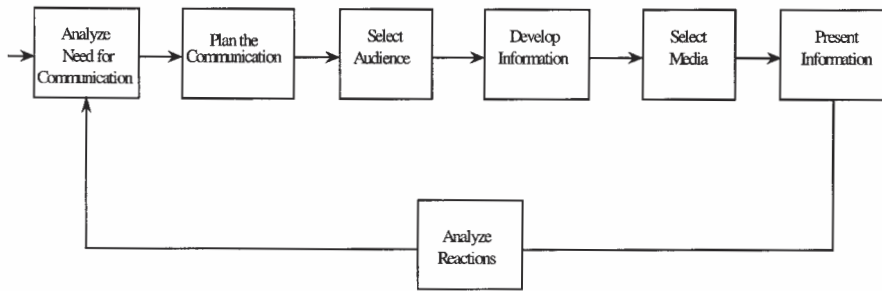 Analyze
Need for
Communication
Plan the
Communication
Select
Audience
Develop
Information
Select
Media
Present
Information
Analyze
Reactions